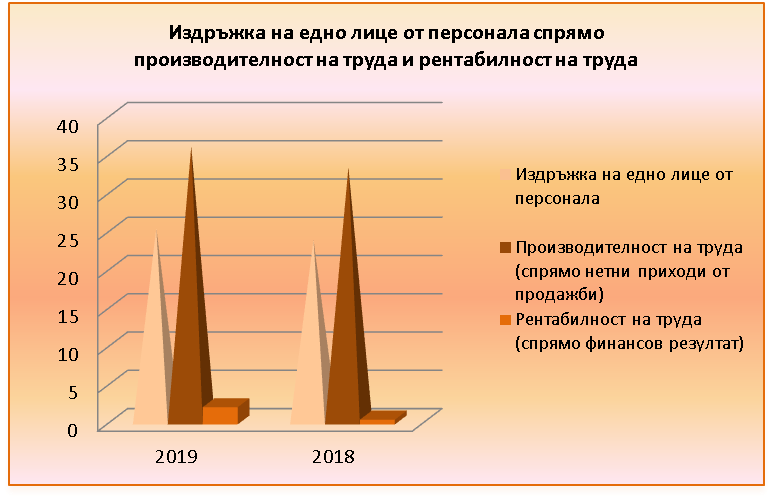 Издръжка на едно лице от персонала спрямо
производителност на труда и рентабилност на труда
40
35
30
25
20
15
10
5
0
2019
2018
Издръжка на едно лице от
персонала
Производителност на труда
(спрямо нетни приходи от
продажби)
Рентабилност на труда
(спрямо финансов резултат)